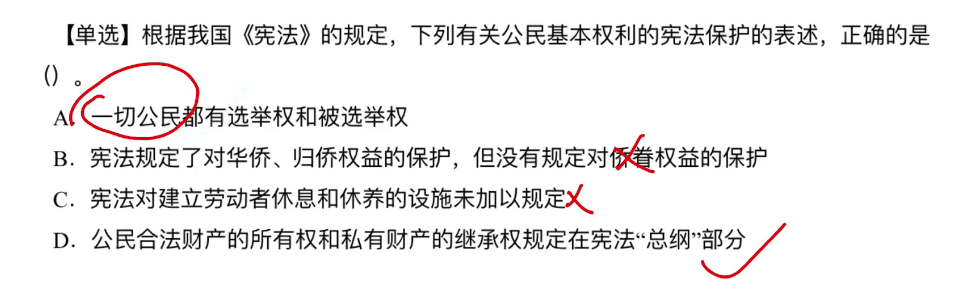 【单选】根据我国《宪法》的规定，下列有关公民基本权利的宪法保护的表述，正确的是
()。
A. 一切公民都有选举权和被选举权
B. 宪法规定了对华侨、归侨权益的保护，但没有规定对侨眷权益的保护
C. 宪法对建立劳动者休息和休养的设施未加以规定
D. 公民合法财产的所有权和私有财产的继承权规定在宪法“总纲”部分